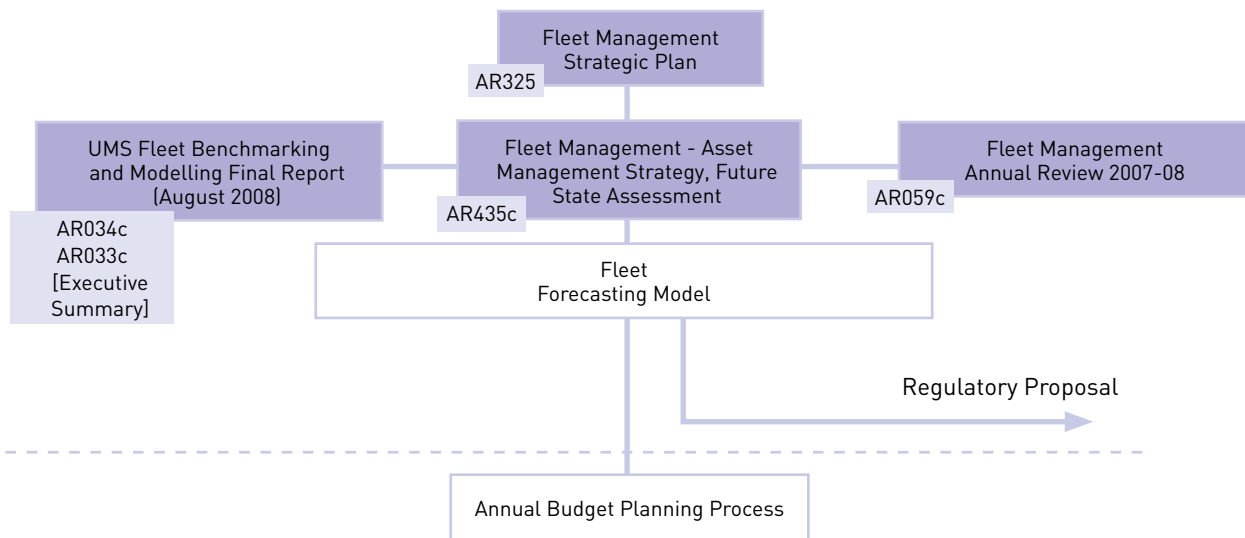 Fleet Management
Strategic Plan
AR325
UMS Fleet Benchmarking
and Modelling Final Report
(August 2008)
AR034c
AR033c
[Executive
Summary]
Fleet Management - Asset
Management Strategy, Future
State Assessment
AR435c
Fleet Management
Annual Review 2007-08
AR059c
Fleet
Forecasting Model
Regulatory Proposal
Annual Budget Planning Process